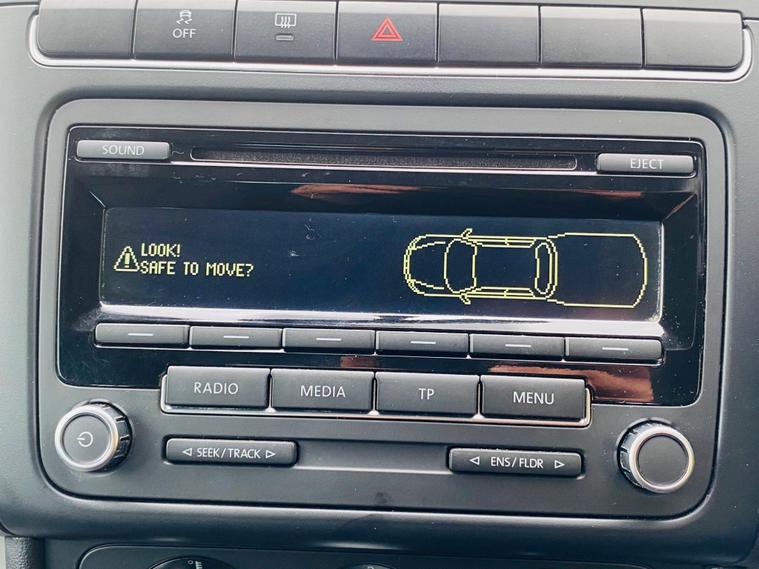 OFF
SOUND
EJECT
LOOK!
SAFE TO MOVE?
RADIO
MEDIA
TP
MENU
SEEK / TRACK
ENS / FLDR